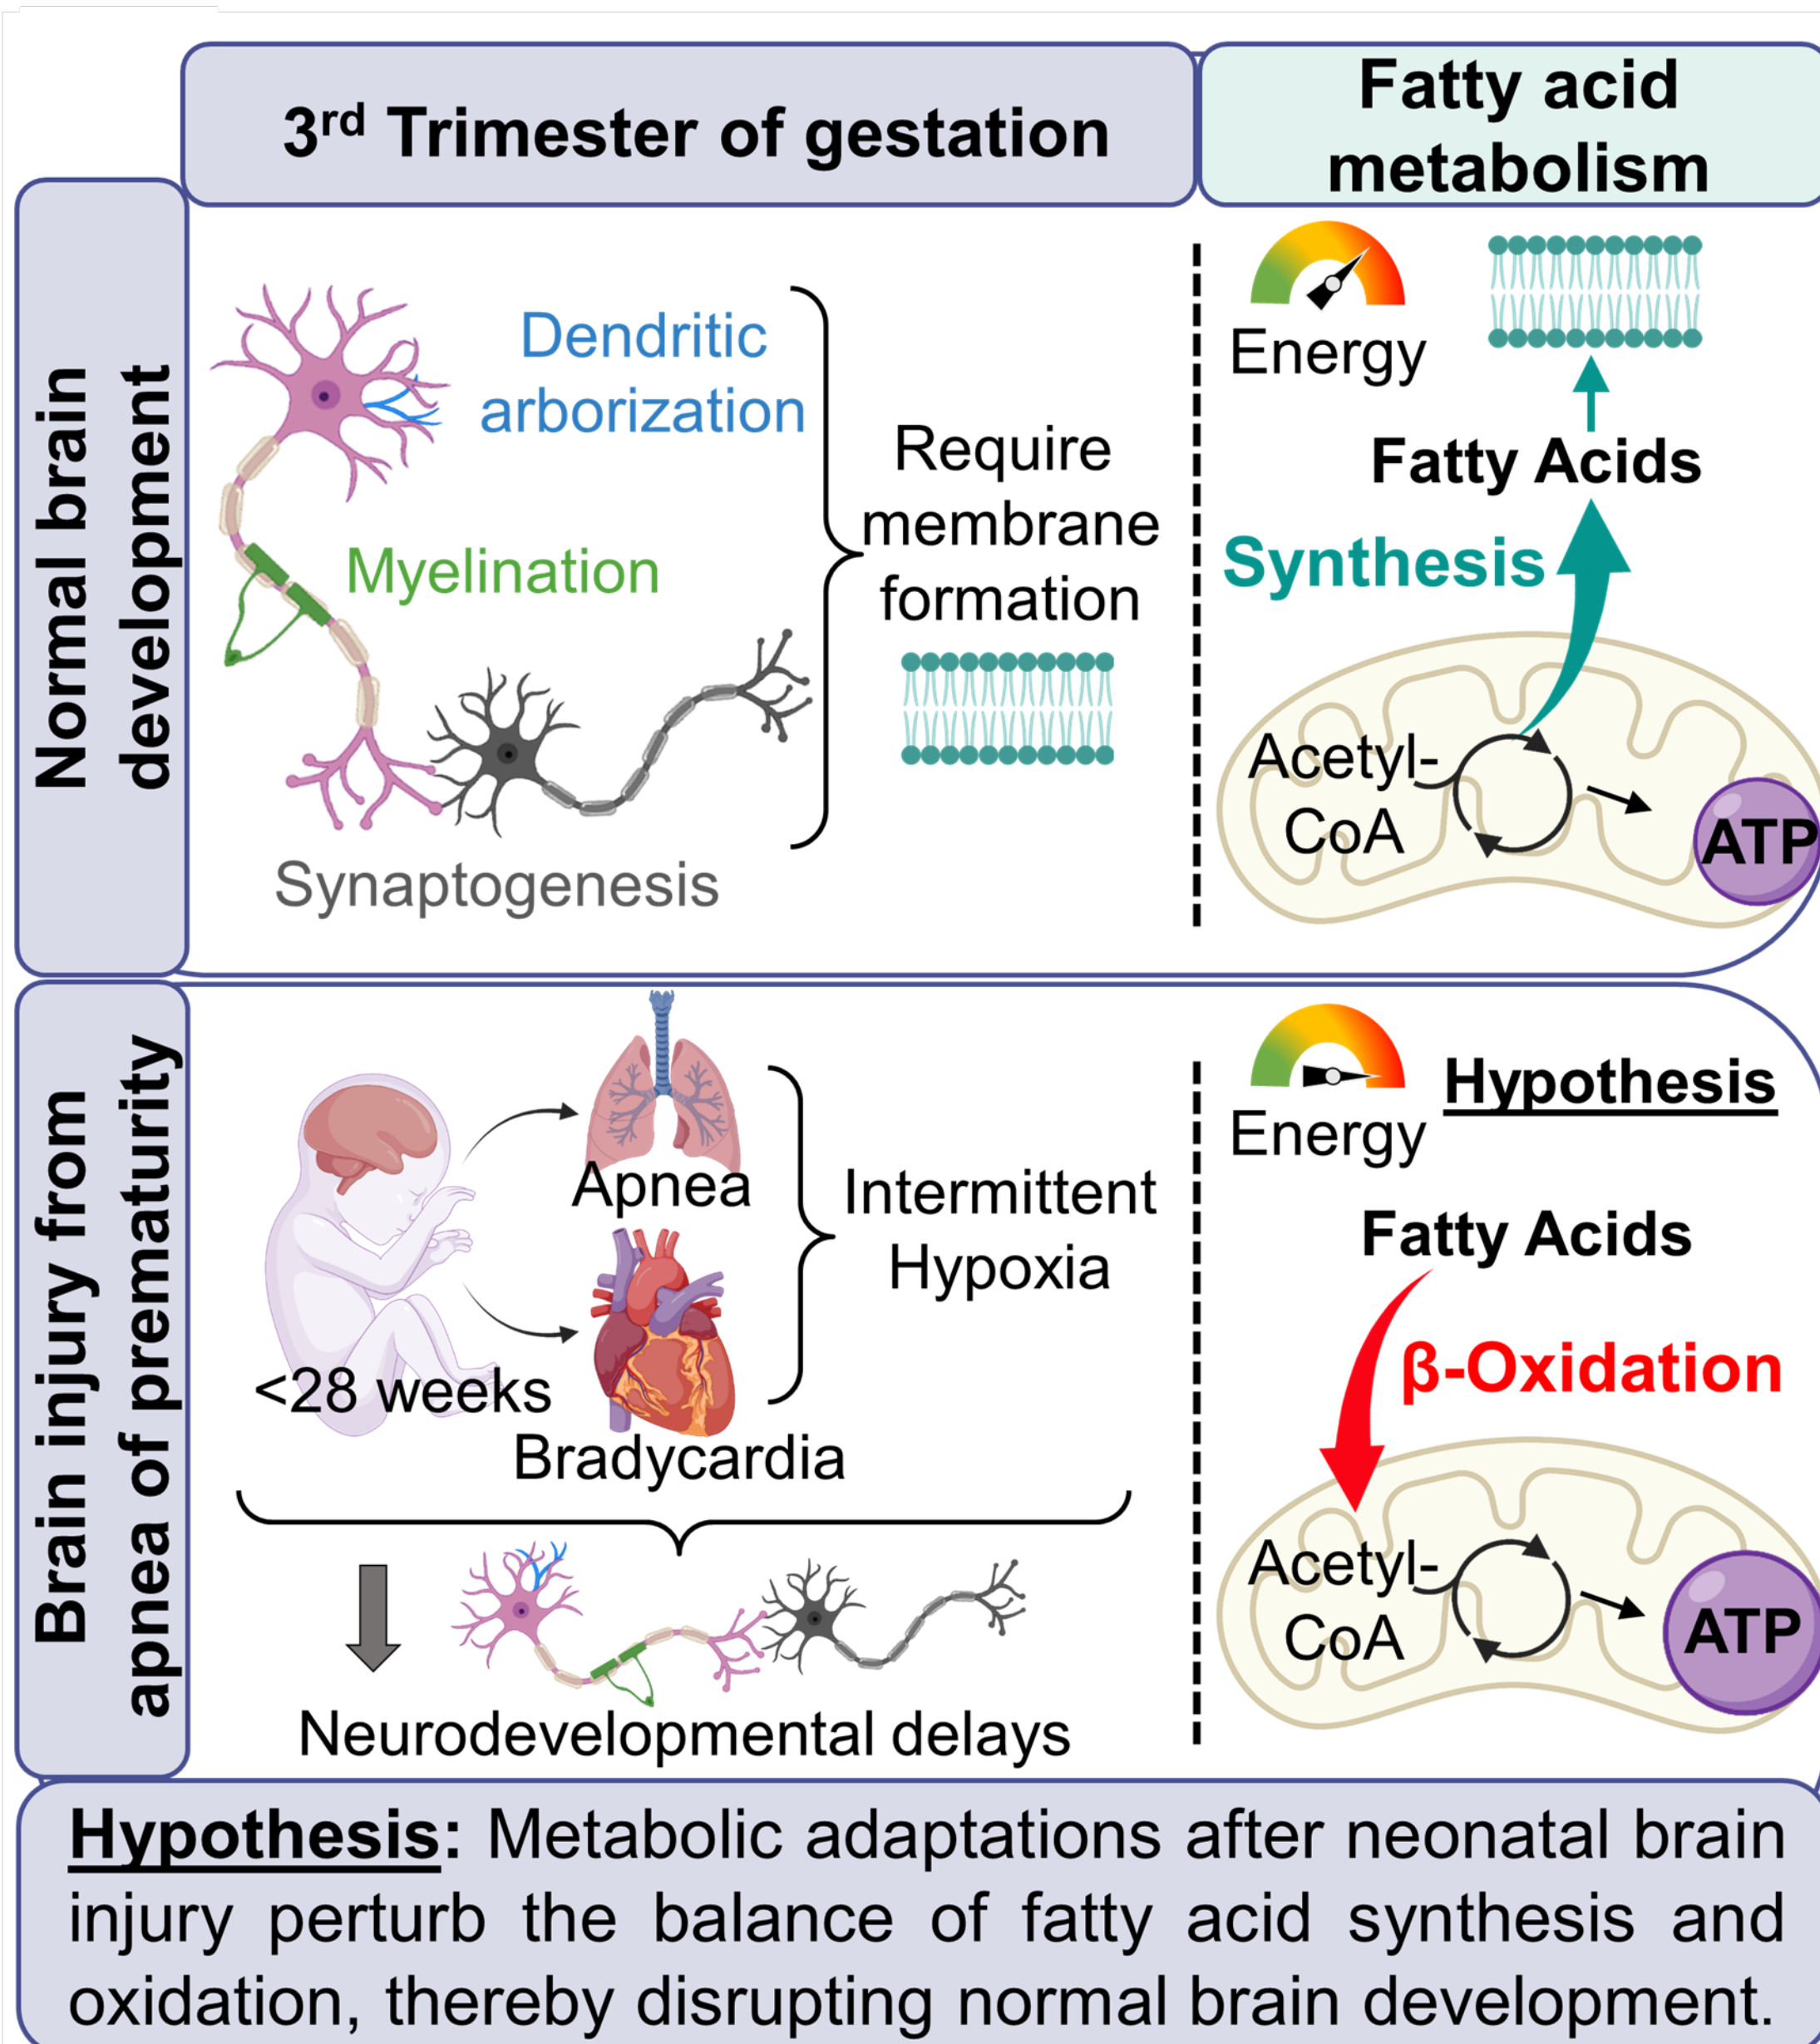 3rd Trimester of gestation
Fatty acid
metabolism
Normal brain
development
Dendritic
arborization
Myelination
Synaptogenesis
Require
membrane
formation
Energy
Fatty Acids
Synthesis
Acetyl-
CoA
ATP
Brain injury from
apnea of prematurity
Apnea
<28 weeks
Bradycardia
Intermittent
Hypoxia
Neurodevelopmental delays
Energy
Hypothesis
Fatty Acids
β-Oxidation
Acetyl-
CoA
ATP
Hypothesis: Metabolic adaptations after neonatal brain
injury perturb the balance of fatty acid synthesis and
oxidation, thereby disrupting normal brain development.